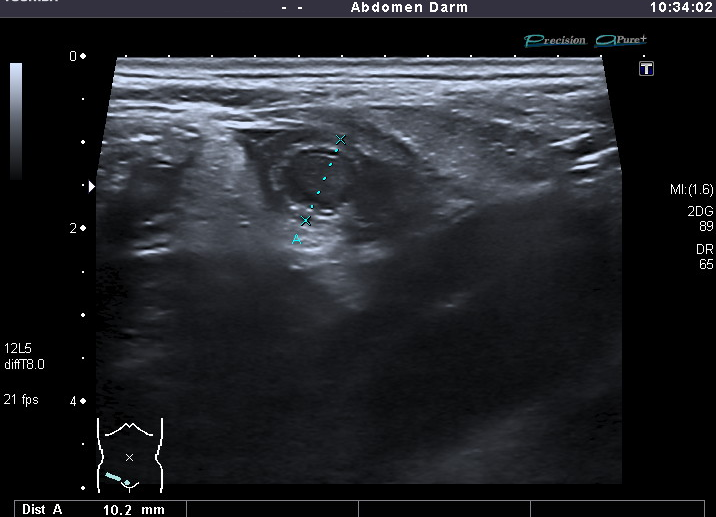 - - Abdomen Darm 10:34:02
Precision APure+
T
0
2
4
MI:(1.6)
2DG
89
DR
65
12L5
diffT8.0
21 fps
A
Dist A 10.2 mm